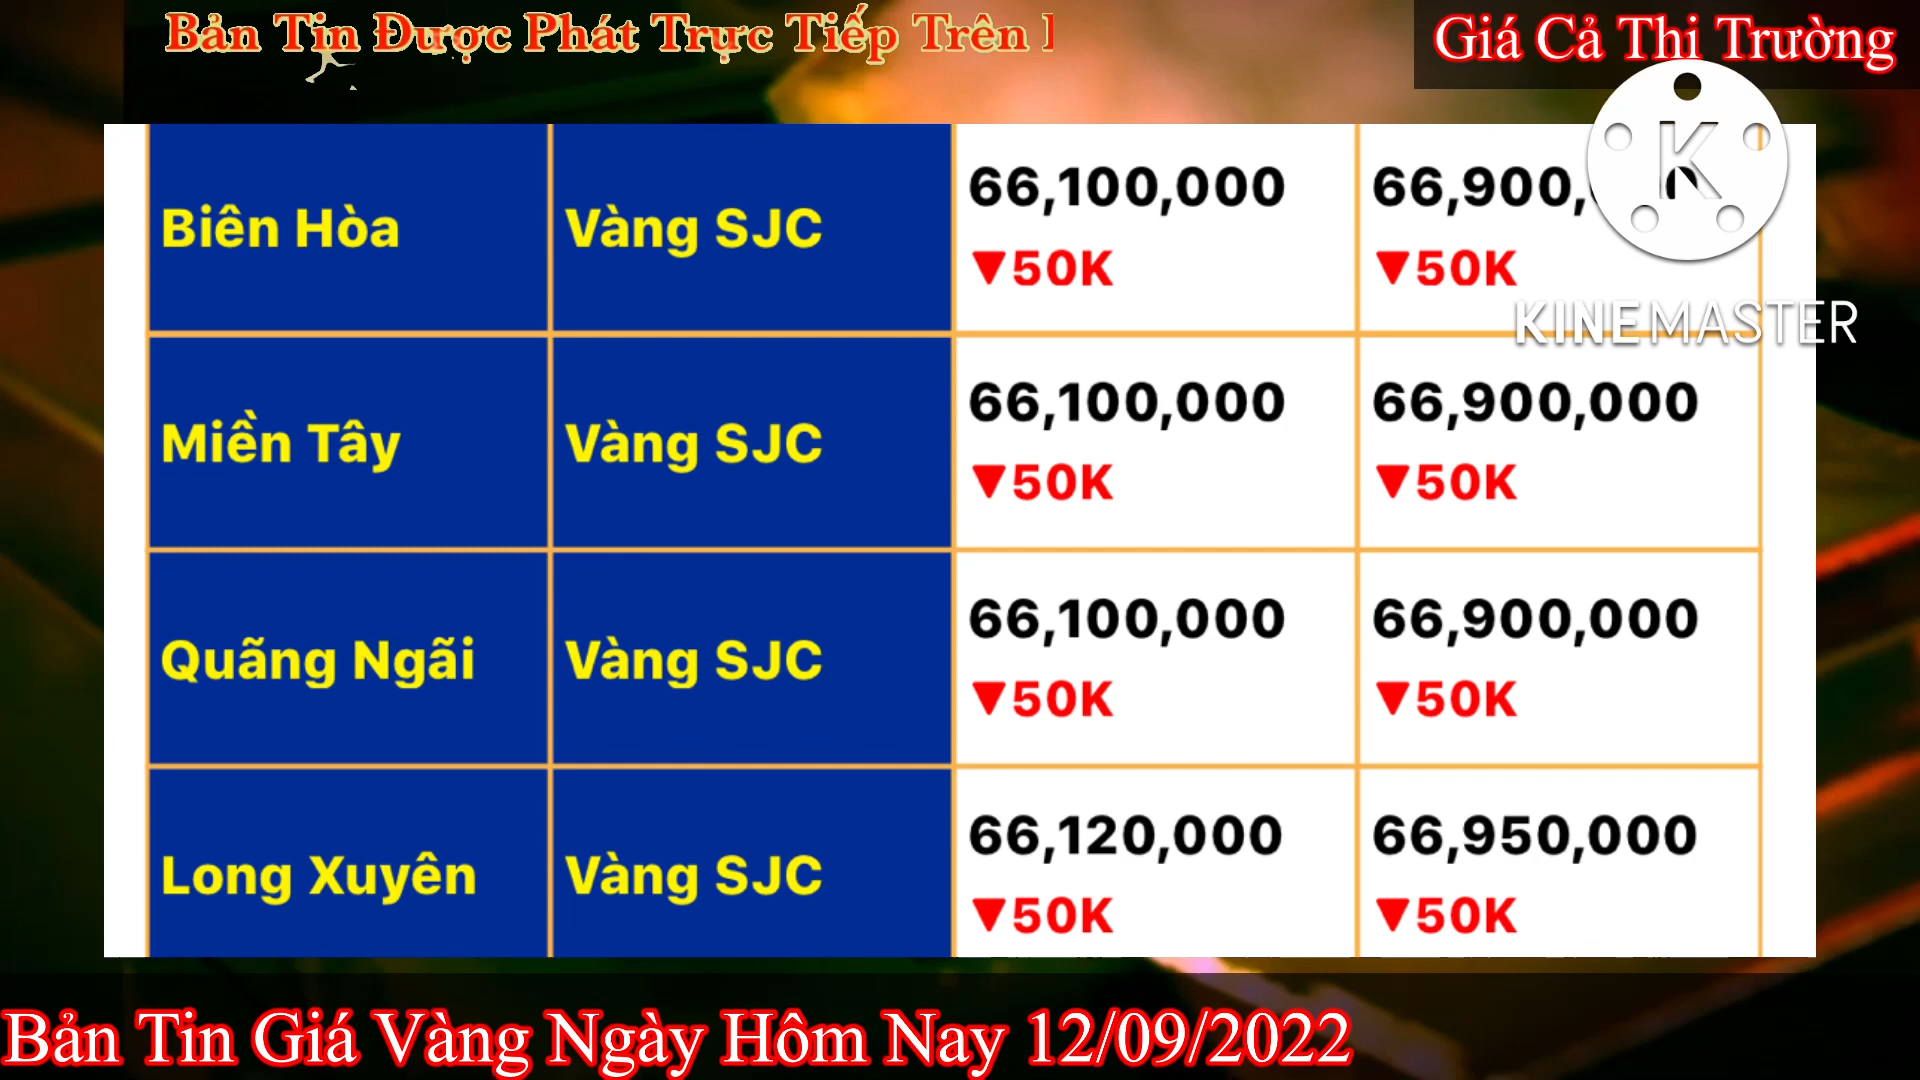 Bản Tin Được Phát Trực Tiếp Trên
Giá Cả Thi Trường
Biên Hòa Vàng SJC 66,100,000 66,900,
▼50K ▼50K
KINEMASTER
Miền Tây Vàng SJC 66,100,000 66,900,000
▼50K ▼50K
Quãng Ngãi Vàng SJC 66,100,000 66,900,000
▼50K ▼50K
Long Xuyên Vàng SJC 66,120,000 66,950,000
▼50K ▼50K
Bản Tin Giá Vàng Ngày Hôm Nay 12/09/2022